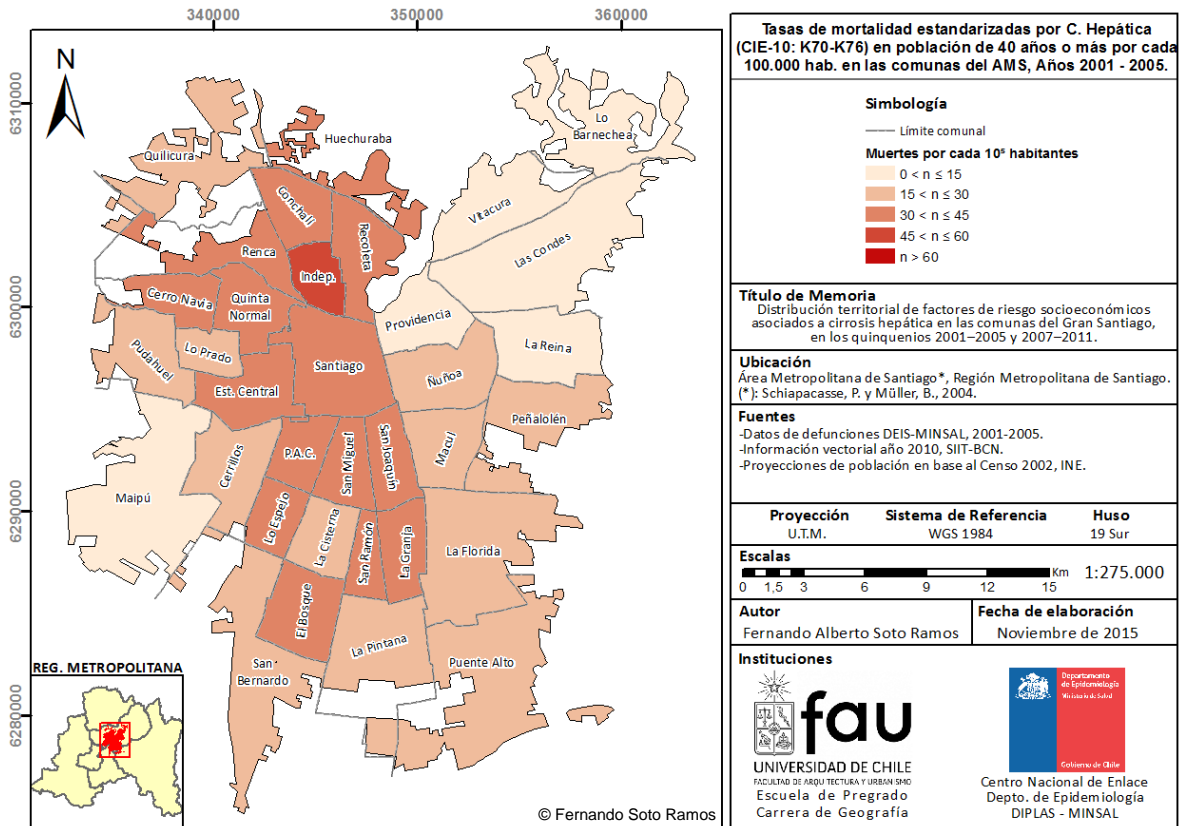 340000
350000
360000
6310000
6300000
6290000
6280000
N
Lo
Barnechea
Huechuraba
Quilicura
Conchalí
Vitacura
Recoleta
Las Condes
Renca
Indep.
Cerro Navia
Quinta
Normal
Providencia
La Reina
Lo Prado
Pudahuel
Santiago
Ñuñoa
Est. Central
Peñalolén
Macul
San Joaquín
San Miguel
P.A.C.
Cerrillos
Maipú
Lo Espejo
La Cisterna
San Ramón
La Granja
La Florida
El Bosque
La Pintana
San
Bernardo
Puente Alto
REG. METROPOLITANA
© Fernando Soto Ramos
Tasas de mortalidad estandarizadas por C. Hepática
(CIE-10: K70-K76) en población de 40 años o más por cada
100.000 hab. en las comunas del AMS, Años 2001 - 2005.
Simbología
Límite comunal
Muertes por cada 10⁵ habitantes
0 < n ≤ 15
15 < n ≤ 30
30 < n ≤ 45
45 < n ≤ 60
n > 60
Título de Memoria
Distribución territorial de factores de riesgo socioeconómicos
asociados a cirrosis hepática en las comunas del Gran Santiago,
en los quinquenios 2001–2005 y 2007–2011.
Ubicación
Área Metropolitana de Santiago*, Región Metropolitana de Santiago.
(*): Schiapacasse, P. y Müller, B., 2004.
Fuentes
-Datos de defunciones DEIS-MINSAL, 2001-2005.
-Información vectorial año 2010, SIIT-BCN.
-Proyecciones de población en base al Censo 2002, INE.
Proyección Sistema de Referencia Huso
U.T.M. WGS 1984 19 Sur
Escalas
Km 1:275.000
0 1,5 3 6 9 12 15
Autor Fecha de elaboración
Fernando Alberto Soto Ramos Noviembre de 2015
Instituciones
fau
UNIVERSIDAD DE CHILE
FACULTAD DE ARQUITECTURA Y URBANISMO
Escuela de Pregrado
Carrera de Geografía
Departamento
de Epidemiología
Ministerio de Salud
Gobierno de Chile
Centro Nacional de Enlace
Depto. de Epidemiología
DIPLAS - MINSAL